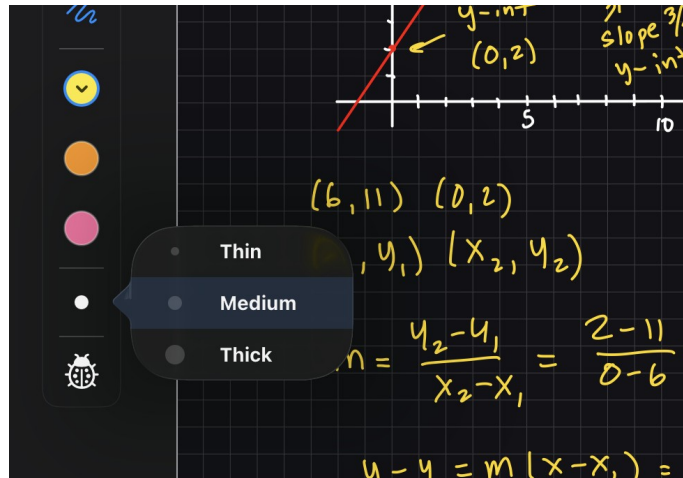 y-int
(0,2)
slope 3/
y-int
5
10
(6,11) (0,2)
, y₁) (x₂, y₂)
Thin
Medium
Thick
m = y₂-y₁ / x₂-x₁ = 2-11 / 0-6
y-y = m(x-x₁) =